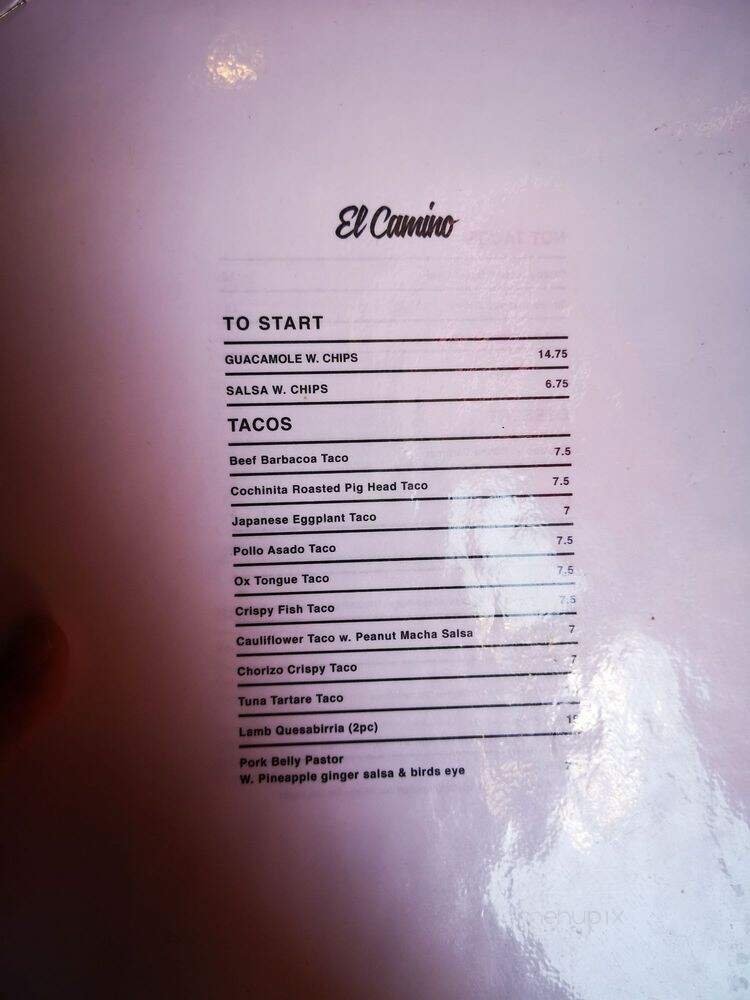 El Camino
TO START
GUACAMOLE W. CHIPS 14.75
SALSA W. CHIPS 6.75
TACOS
Beef Barbacoa Taco 7.5
Cochinita Roasted Pig Head Taco 7.5
Japanese Eggplant Taco 7
Pollo Asado Taco 7.5
Ox Tongue Taco 7.5
Crispy Fish Taco 7.5
Cauliflower Taco w. Peanut Macha Salsa 7
Chorizo Crispy Taco 7
Tuna Tartare Taco
Lamb Quesabirria (2pc)
Pork Belly Pastor
W. Pineapple ginger salsa & birds eye
menupix